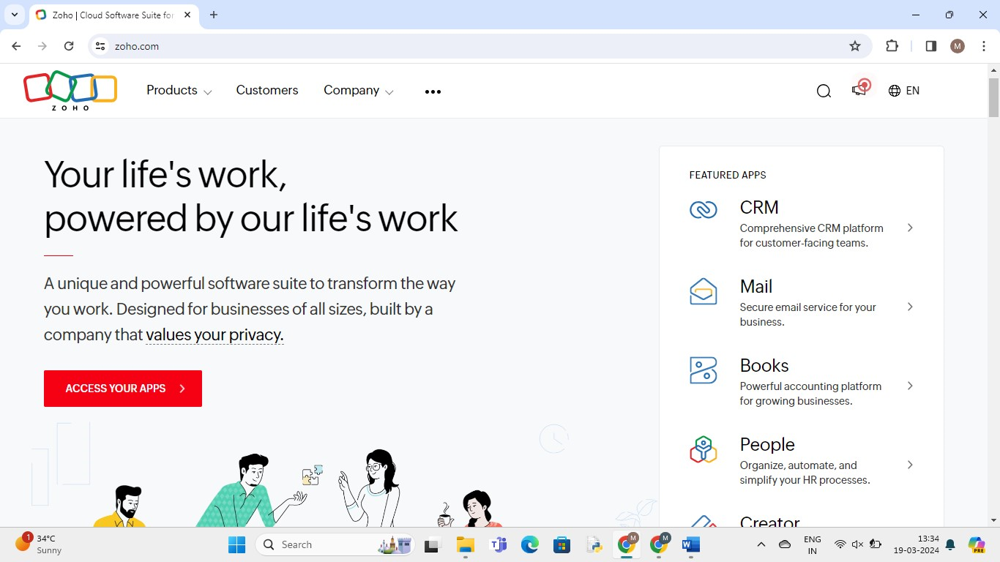 Zoho | Cloud Software Suite for
zoho.com
M
ZOHO
Products
Customers
Company
EN
Your life's work,
powered by our life's work
A unique and powerful software suite to transform the way
you work. Designed for businesses of all sizes, built by a
company that values your privacy.
ACCESS YOUR APPS
FEATURED APPS
CRM
Comprehensive CRM platform
for customer-facing teams.
Mail
Secure email service for your
business.
Books
Powerful accounting platform
for growing businesses.
People
Organize, automate, and
simplify your HR processes.
Creator
1
34°C
Sunny
Search
M
M
ENG
IN
13:34
19-03-2024
PRE